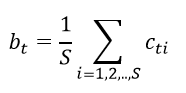 $b_t = \frac{1}{S} \sum_{i=1,2,..,S} c_{ti}$